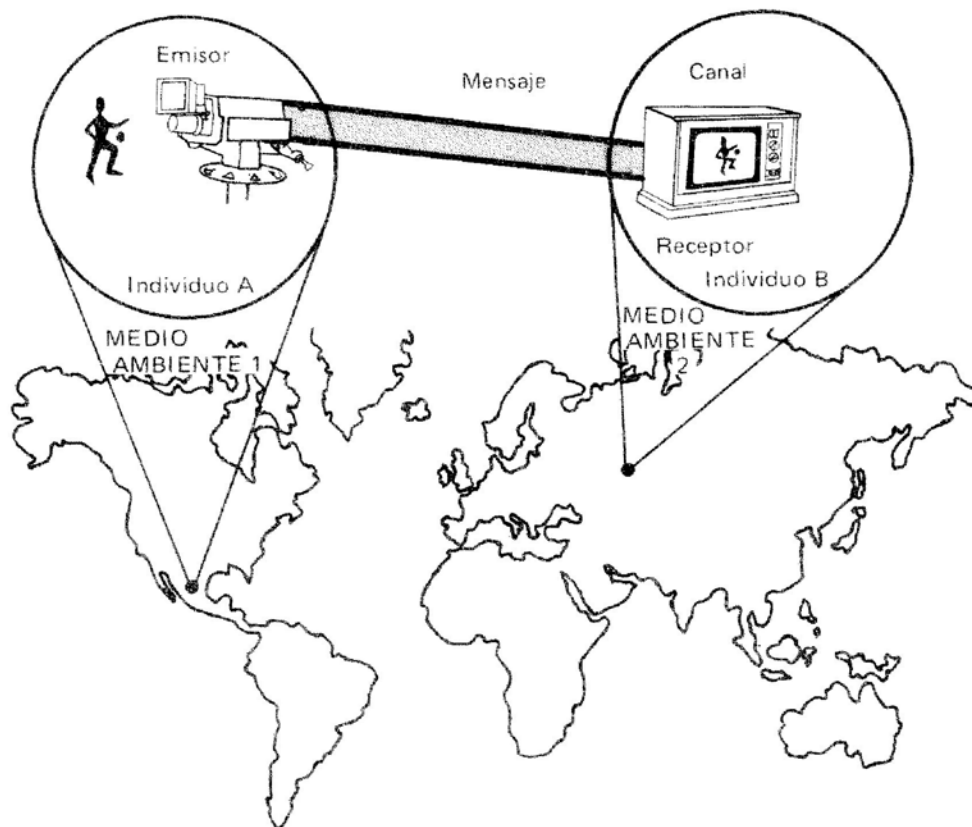 Emisor
Mensaje
Canal
Receptor
Individuo A
Individuo B
MEDIO
AMBIENTE 1
MEDIO
AMBIENTE
2